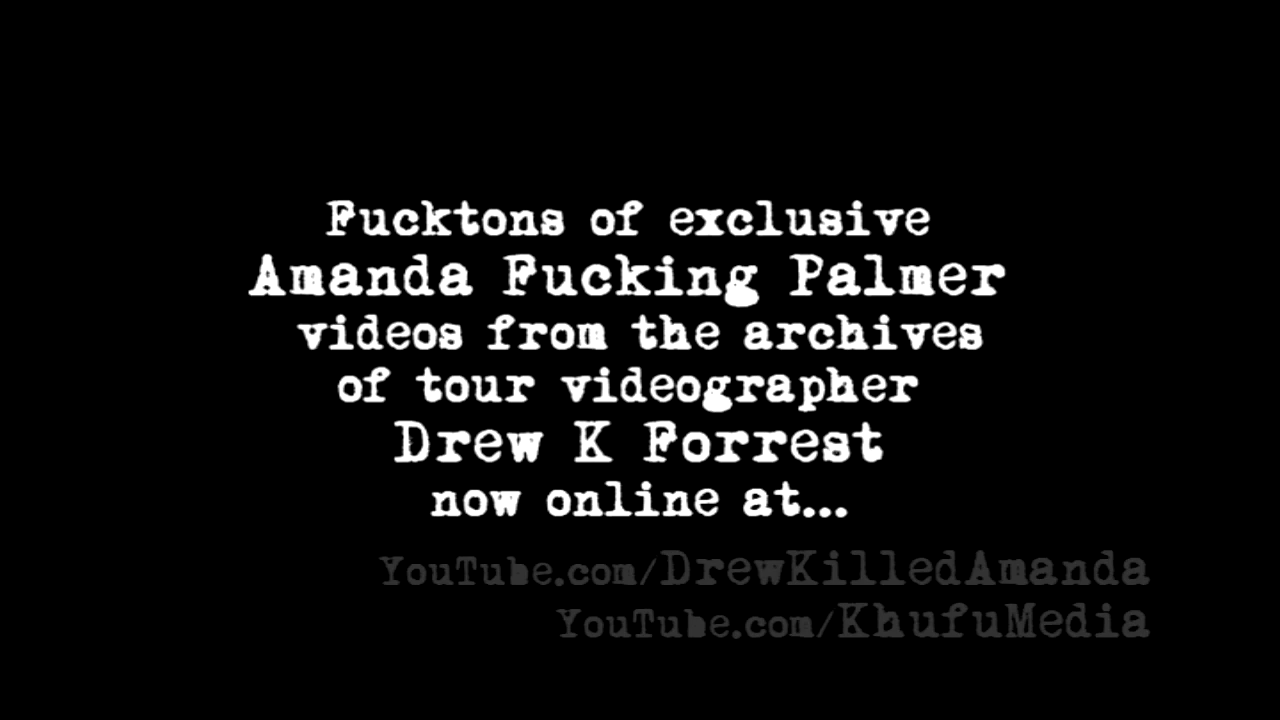 Fucktons of exclusive
Amanda Fucking Palmer
videos from the archives
of tour videographer
Drew K Forrest
now online at...
YouTube.com/DrewKilledAmanda
YouTube.com/KhufuMedia